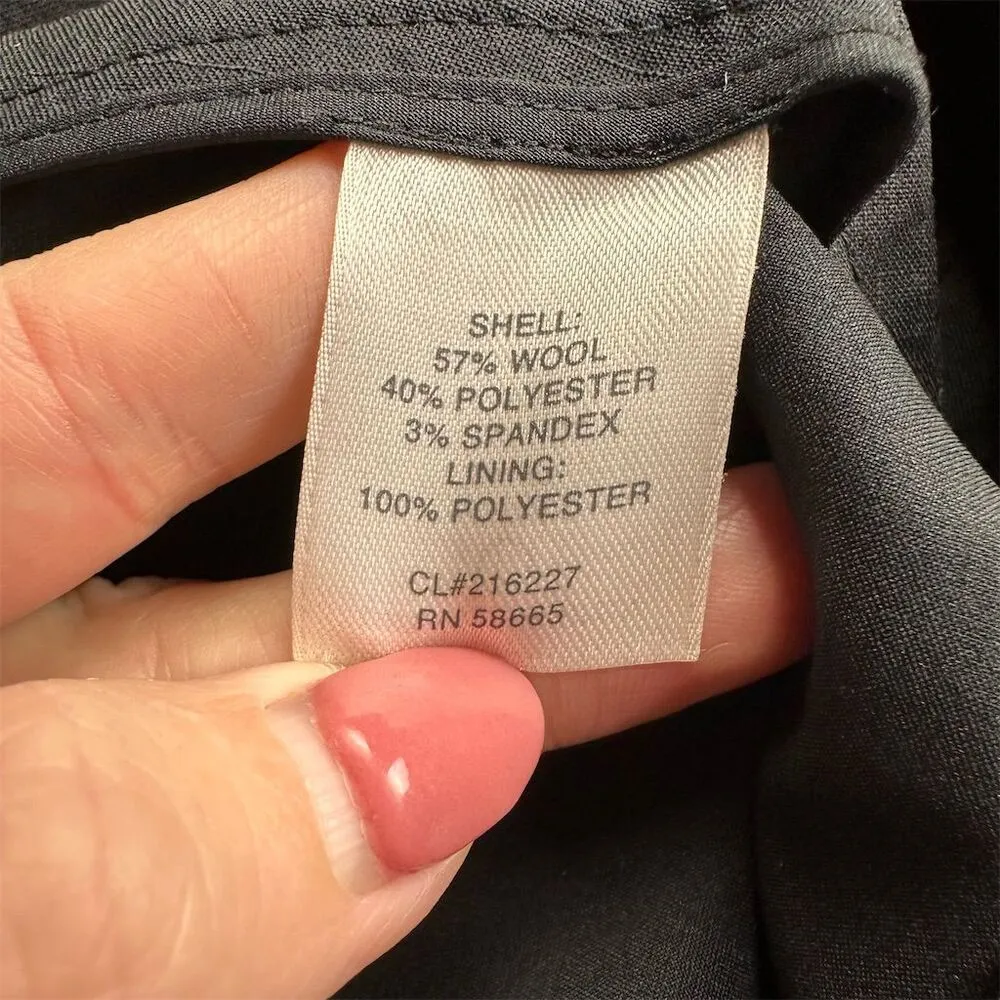 SHELL:
57% WOOL
40% POLYESTER
3% SPANDEX
LINING:
100% POLYESTER
CL#216227
RN 58665